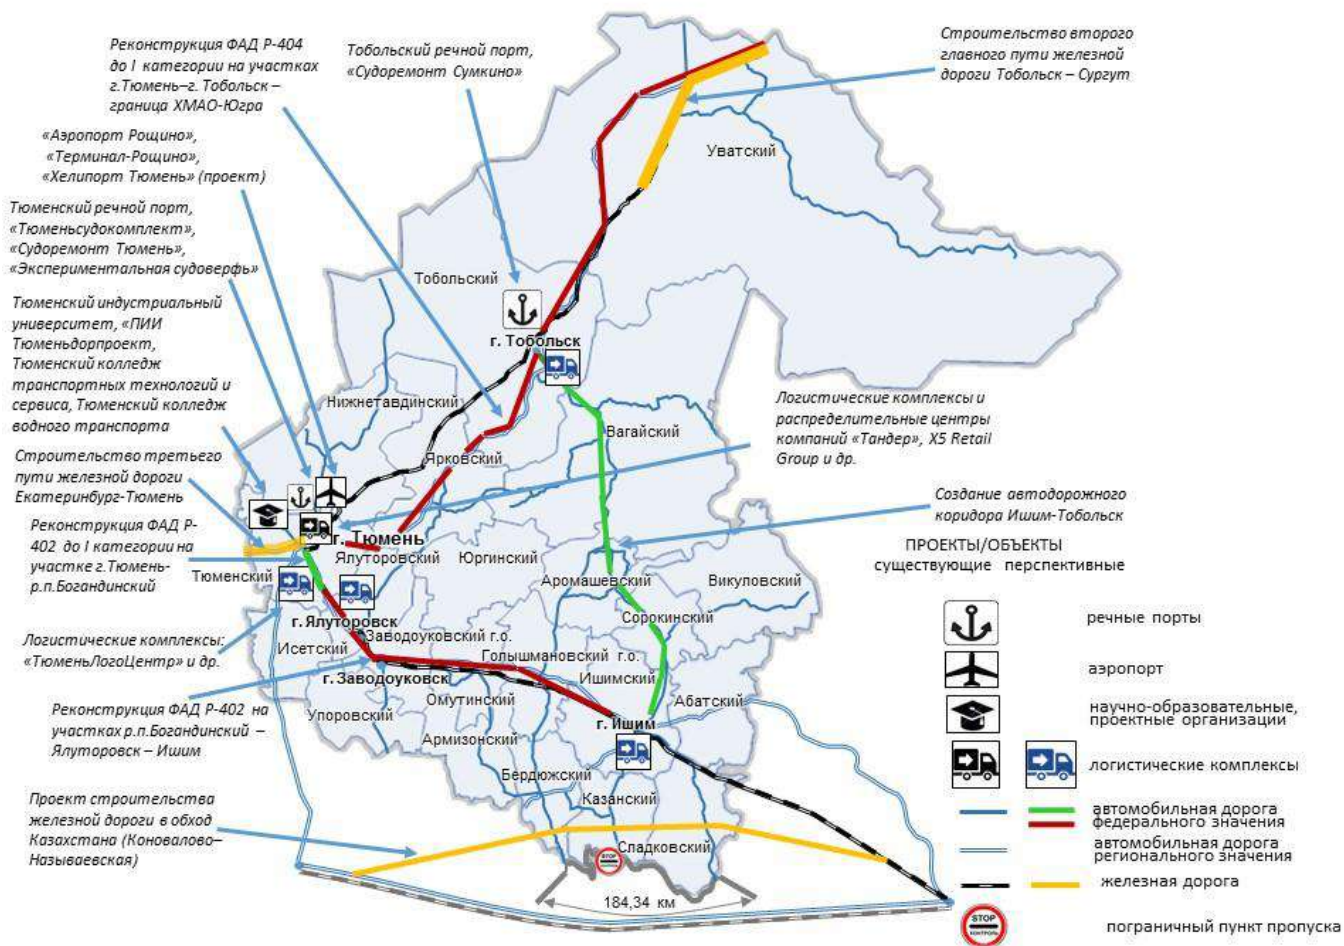 Реконструкция ФАД Р-404
до I категории на участках
г.Тюмень–г. Тобольск –
граница ХМАО-Югра
Тобольский речной порт,
«Судоремонт Сумкино»
Строительство второго
главного пути железной
дороги Тобольск – Сургут
«Аэропорт Рощино»,
«Терминал-Рощино»,
«Хелипорт Тюмень» (проект)
Тюменский речной порт,
«Тюменьсудокомплект»,
«Судоремонт Тюмень»,
«Экспериментальная судоверфь»
Тюменский индустриальный
университет, «ПИИ
Тюменьдорпроект,
Тюменский колледж
транспортных технологий и
сервиса, Тюменский колледж
водного транспорта
Строительство третьего
пути железной дороги
Екатеринбург-Тюмень
Реконструкция ФАД Р-
402 до I категории на
участке г.Тюмень-
р.п.Богандинский
Логистические комплексы:
«ТюменьЛогоЦентр» и др.
Реконструкция ФАД Р-402 на
участках р.п.Богандинский –
Ялуторовск – Ишим
Проект строительства
железной дороги в обход
Казахстана (Коновалово–
Называевская)
Уватский
Тобольский
г. Тобольск
Нижнетавдинский
Вагайский
Ярковский
г. Тюмень
Ялуторовский
Юргинский
Тюменский
Аромашевский
Викуловский
Сорокинский
г. Ялуторовск
Исетский
Заводоуковский г.о.
Голышмановский г.о.
Ишимский
г. Заводоуковск
Омутинский
Абатский
Упоровский
г. Ишим
Армизонский
Бердюжский
Казанский
Сладковский
STOP
184,34 км
Логистические комплексы и
распределительные центры
компаний «Тандер», X5 Retail
Group и др.
Создание автодорожного
коридора Ишим-Тобольск
ПРОЕКТЫ/ОБЪЕКТЫ
существующие перспективные
речные порты
аэропорт
научно-образовательные,
проектные организации
логистические комплексы
автомобильная дорога
федерального значения
автомобильная дорога
регионального значения
железная дорога
STOP
КОНТРОЛЬ
пограничный пункт пропуска